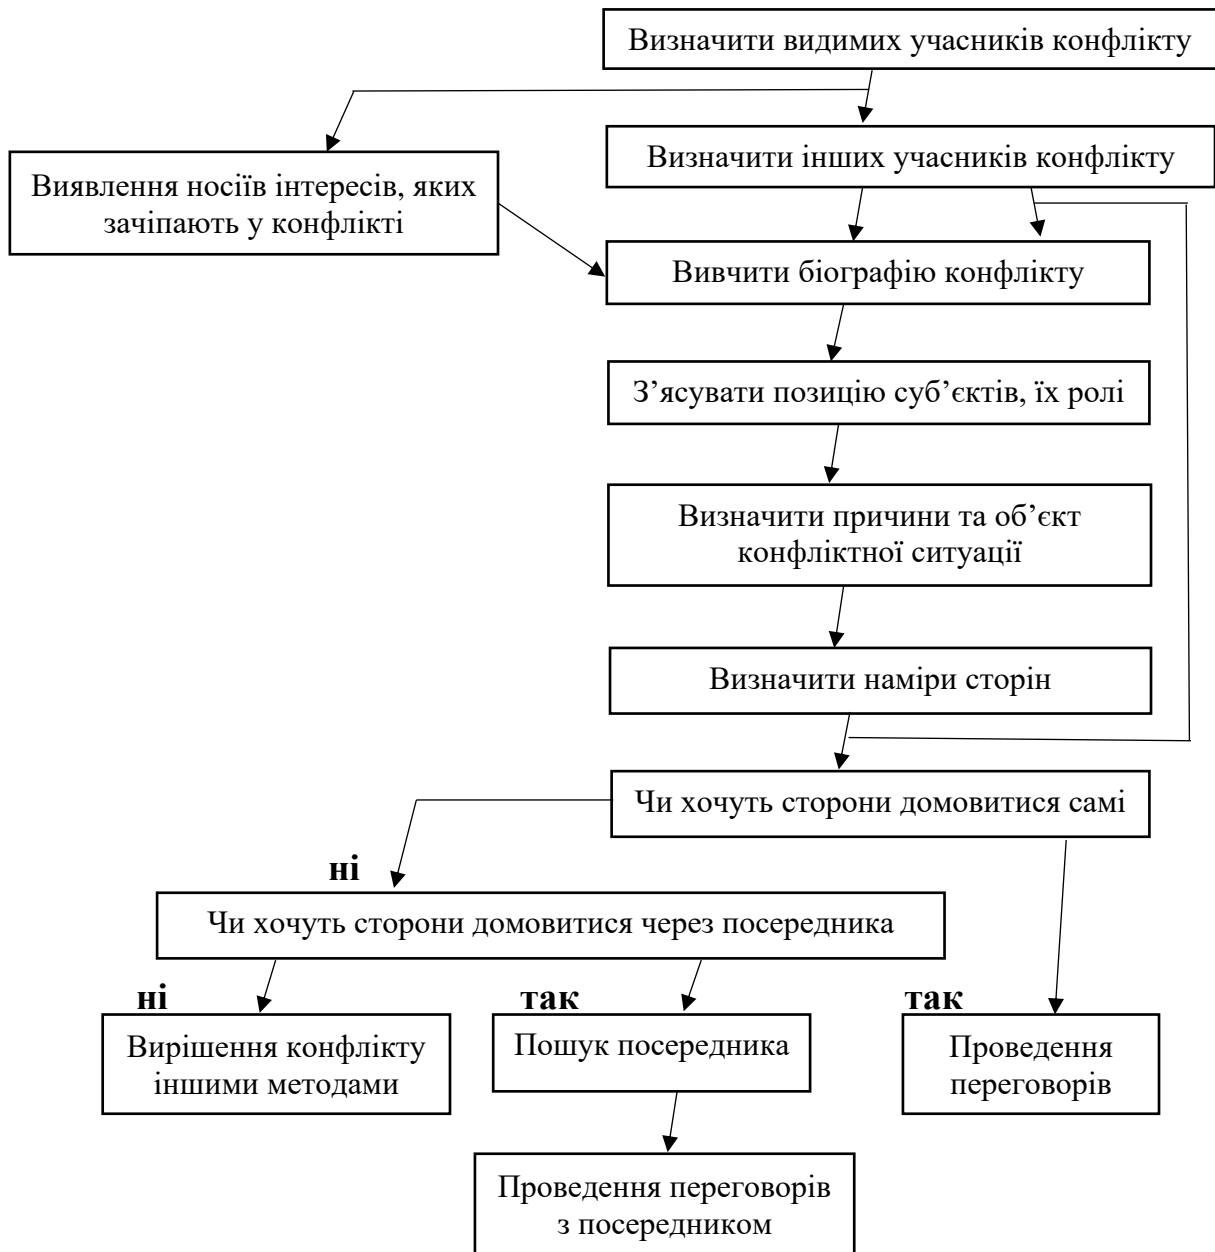 Визначити видимих учасників конфлікту
Визначити інших учасників конфлікту
Виявлення носіїв інтересів, яких
зачіпають у конфлікті
Вивчити біографію конфлікту
З’ясувати позицію суб’єктів, їх ролі
Визначити причини та об’єкт
конфліктної ситуації
Визначити наміри сторін
Чи хочуть сторони домовитися самі
ні
Чи хочуть сторони домовитися через посередника
ні
так
так
Вирішення конфлікту
іншими методами
Пошук посередника
Проведення
переговорів
Проведення переговорів
з посередником